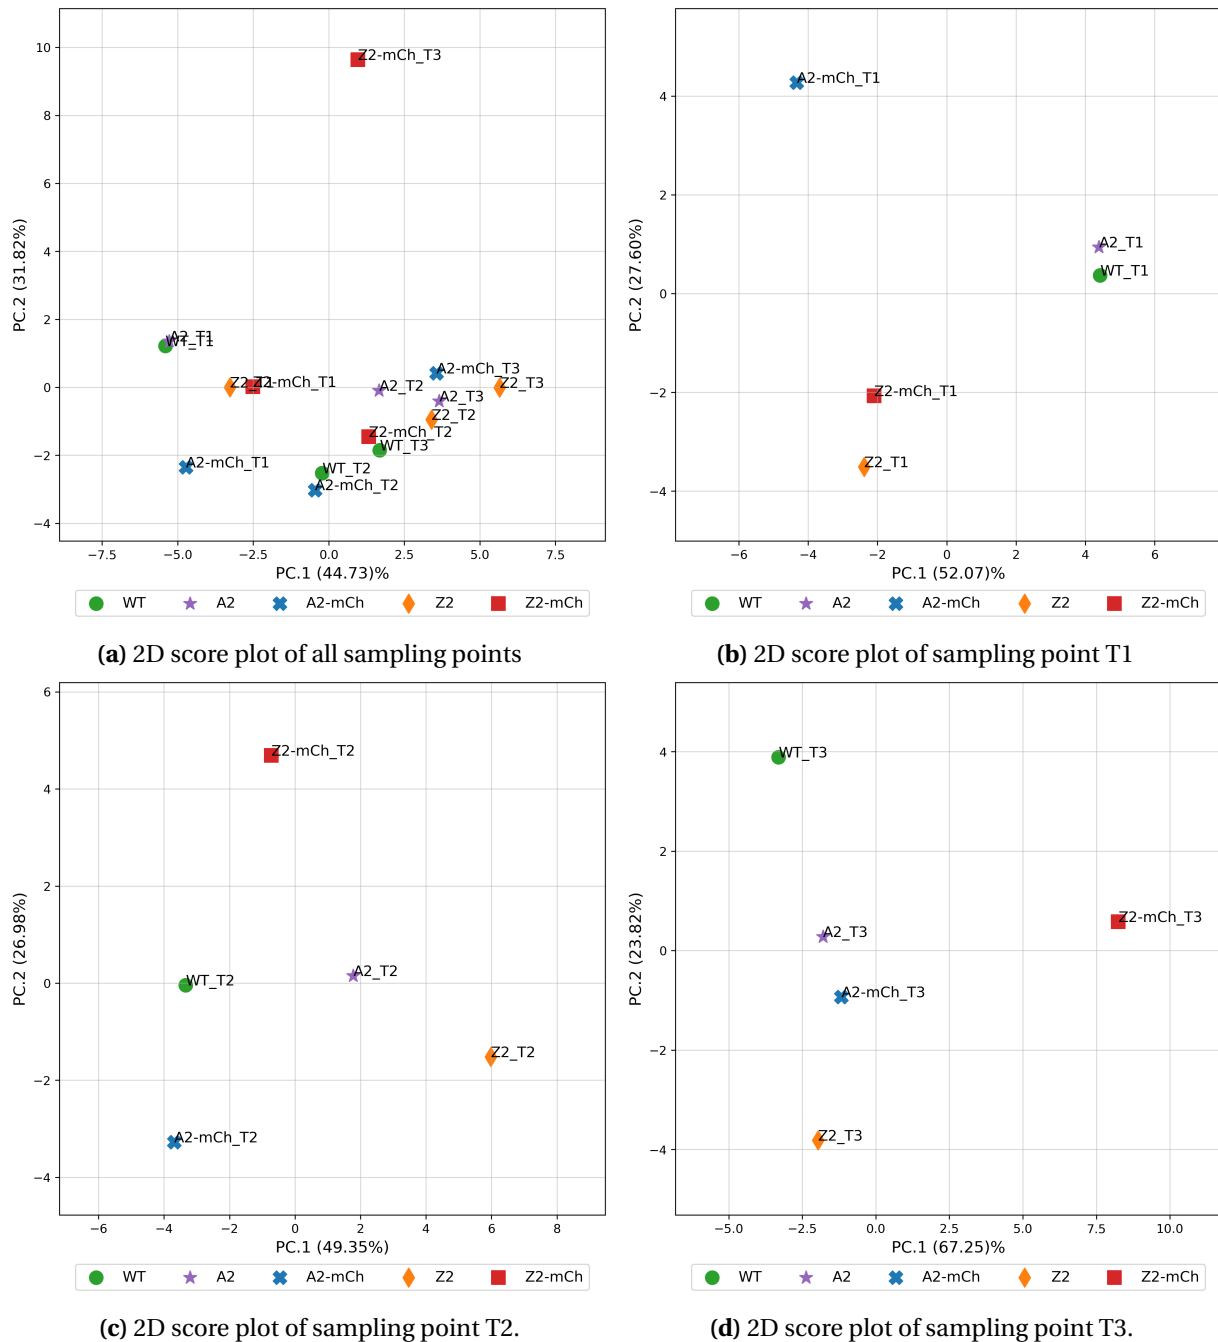 Z2-mCh_T3
A2_T1
WT_T1
Z2_T1
Z2-mCh_T1
A2-mCh_T1
A2_T2
A2-mCh_T3
Z2_T3
A2_T3
Z2_T2
Z2-mCh_T2
WT_T3
WT_T2
A2-mCh_T2
10
8
6
4
2
0
−2
−4
PC.2 (31.82%)
−7.5 −5.0 −2.5 0.0 2.5 5.0 7.5
PC.1 (44.73)%
WT A2 A2-mCh Z2 Z2-mCh
(a) 2D score plot of all sampling points
A2-mCh_T1
A2_T1
WT_T1
Z2-mCh_T1
Z2_T1
4
2
0
−2
−4
PC.2 (27.60%)
−6 −4 −2 0 2 4 6
PC.1 (52.07)%
WT A2 A2-mCh Z2 Z2-mCh
(b) 2D score plot of sampling point T1
Z2-mCh_T2
WT_T2
A2_T2
Z2_T2
A2-mCh_T2
6
4
2
0
−2
−4
PC.2 (26.98%)
−6 −4 −2 0 2 4 6 8
PC.1 (49.35%)
WT A2 A2-mCh Z2 Z2-mCh
(c) 2D score plot of sampling point T2.
WT_T3
Z2-mCh_T3
A2_T3
A2-mCh_T3
Z2_T3
4
2
0
−2
−4
PC.2 (23.82%)
−5.0 −2.5 0.0 2.5 5.0 7.5 10.0
PC.1 (67.25)%
WT A2 A2-mCh Z2 Z2-mCh
(d) 2D score plot of sampling point T3.